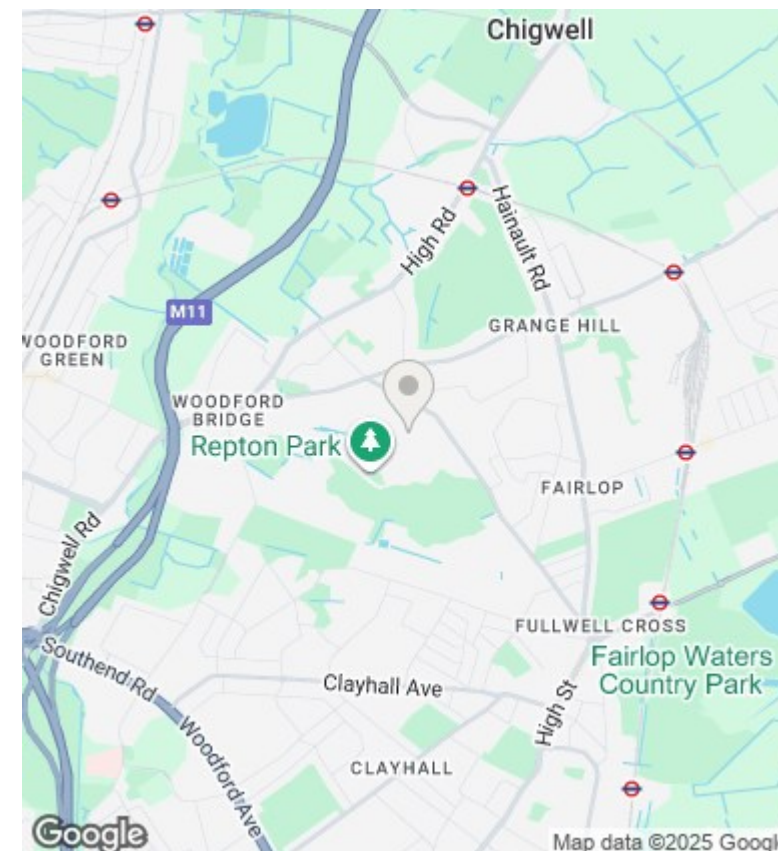 Chigwell
High Rd
Hainault Rd
M11
GRANGE HILL
WOODFORD
GREEN
WOODFORD
BRIDGE
Repton Park
FAIRLOP
Chigwell Rd
FULLWELL CROSS
Fairlop Waters
Country Park
Southend Rd
Clayhall Ave
High St
Woodford Ave
CLAYHALL
Google
Map data ©2025 Google